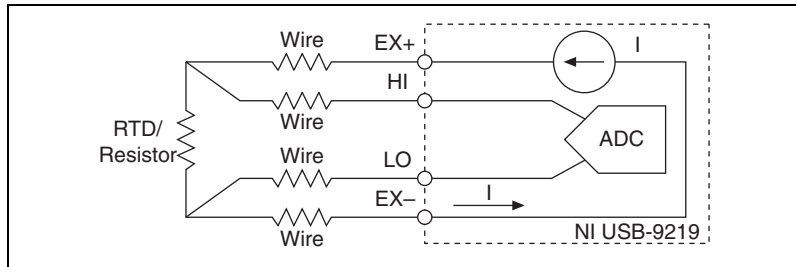 Wire
EX+
I
HI
Wire
RTD/
Resistor
ADC
Wire
LO
EX–
I
Wire
NI USB-9219